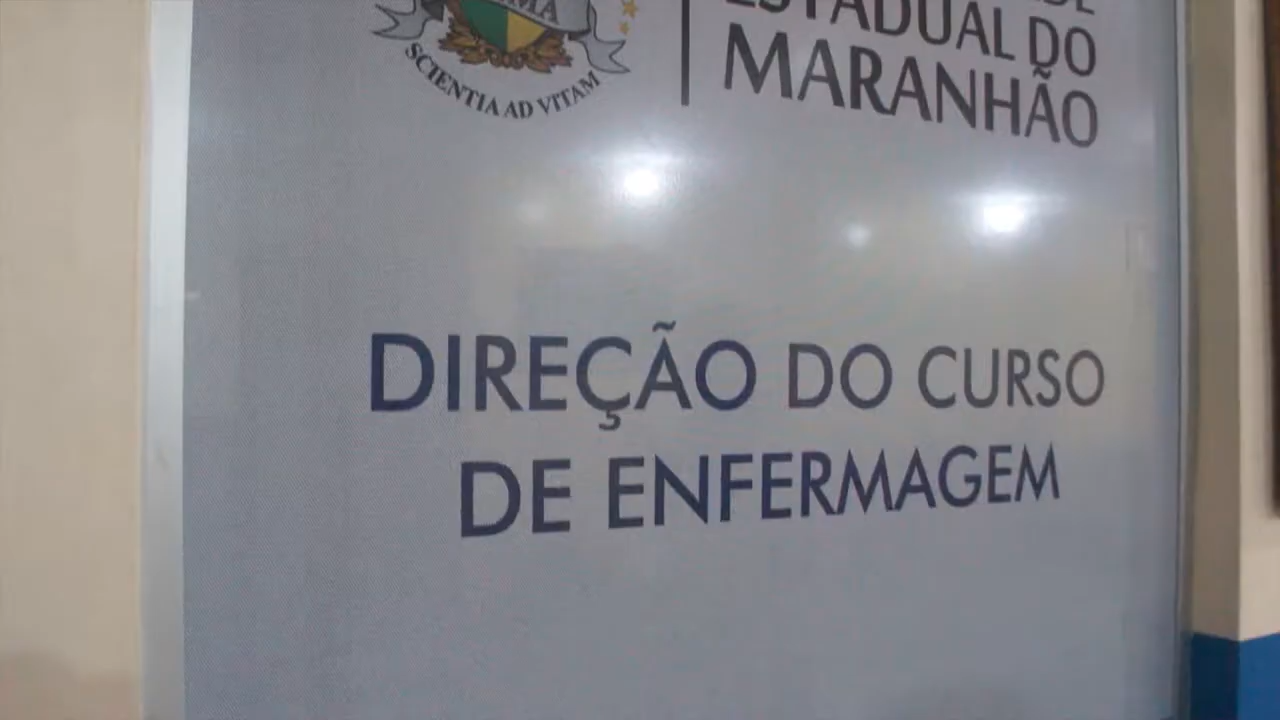 SCIENTIA AD VITAM
ESTADUAL DO
MARANHÃO
DIREÇÃO DO CURSO
DE ENFERMAGEM